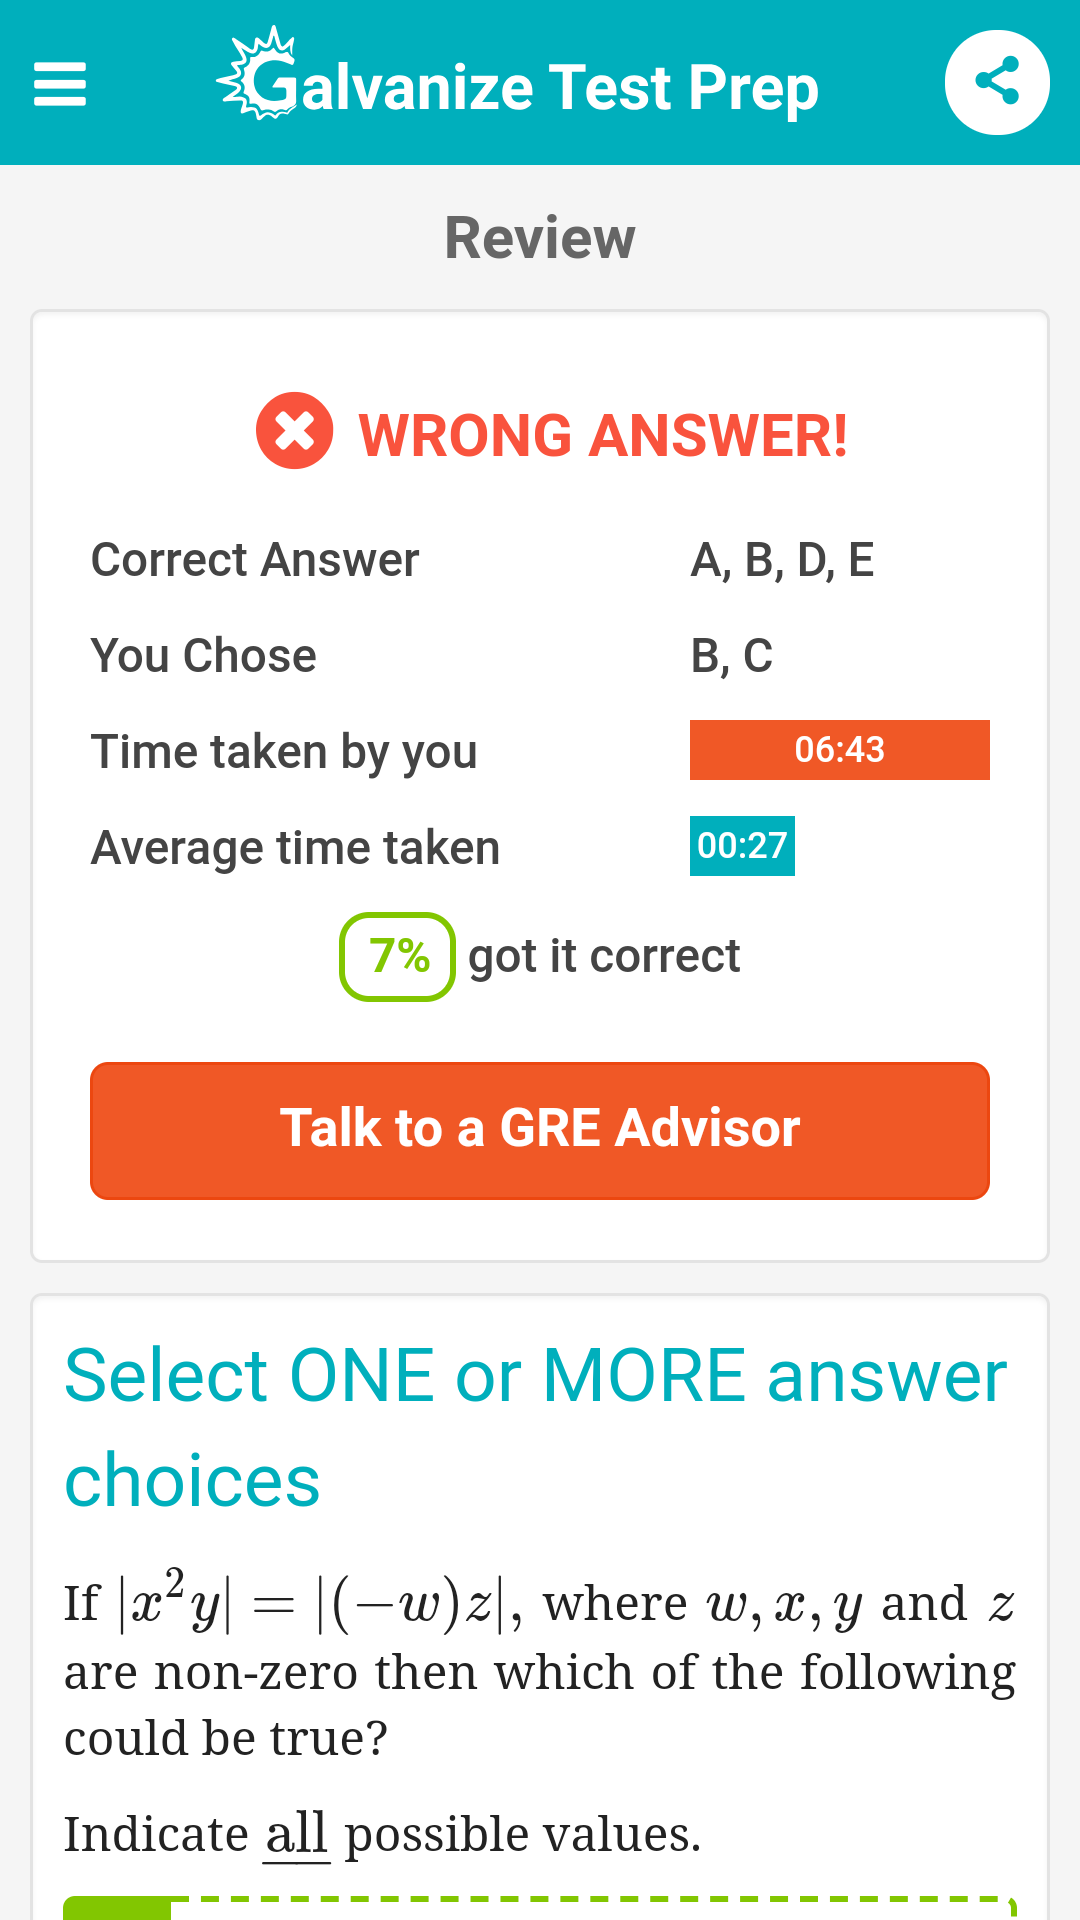 Galvanize Test Prep
Review
WRONG ANSWER!
Correct Answer A, B, D, E
You Chose B, C
Time taken by you 06:43
Average time taken 00:27
7% got it correct
Talk to a GRE Advisor
Select ONE or MORE answer
choices
If |x²y| = |(−w)z|, where w, x, y and z
are non-zero then which of the following
could be true?
Indicate all possible values.